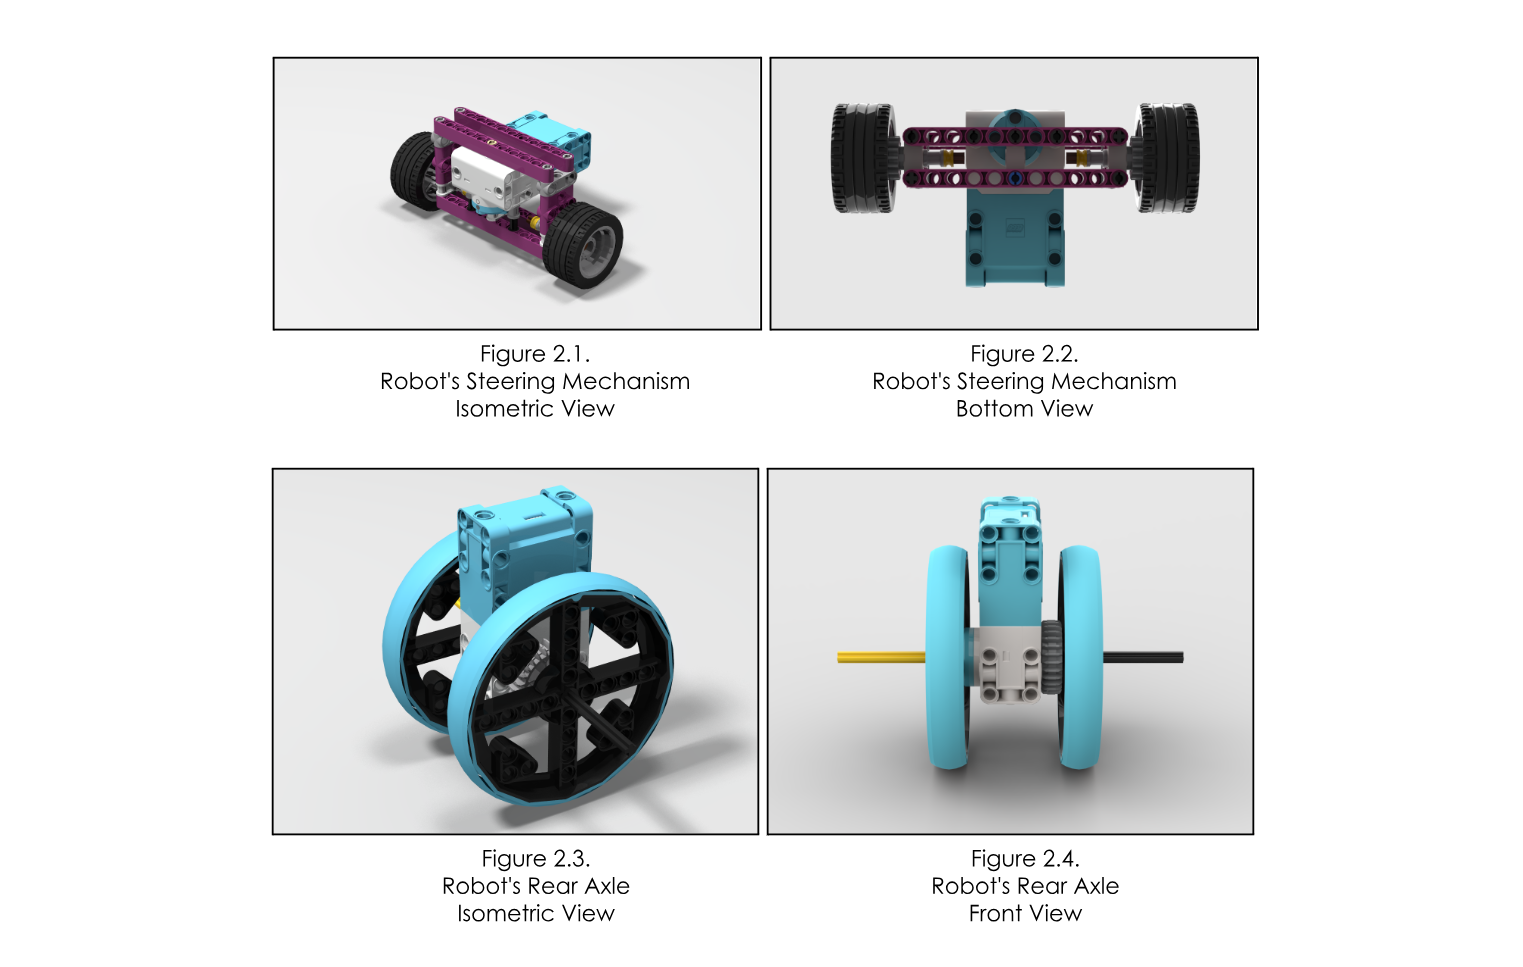 Figure 2.1.
Robot's Steering Mechanism
Isometric View
Figure 2.2.
Robot's Steering Mechanism
Bottom View
Figure 2.3.
Robot's Rear Axle
Isometric View
Figure 2.4.
Robot's Rear Axle
Front View